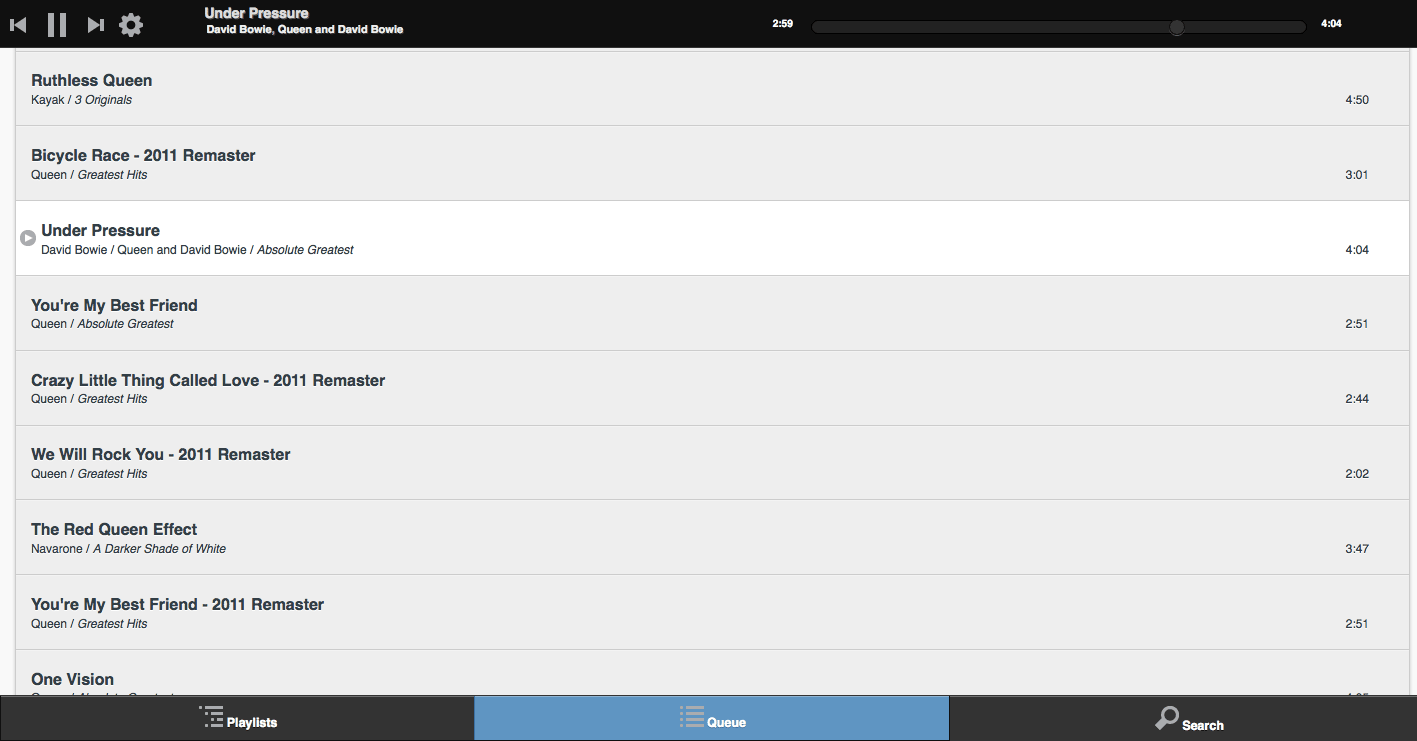 Under Pressure
David Bowie, Queen and David Bowie
2:59
4:04
Ruthless Queen
Kayak / 3 Originals
4:50
Bicycle Race - 2011 Remaster
Queen / Greatest Hits
3:01
Under Pressure
David Bowie / Queen and David Bowie / Absolute Greatest
4:04
You're My Best Friend
Queen / Absolute Greatest
2:51
Crazy Little Thing Called Love - 2011 Remaster
Queen / Greatest Hits
2:44
We Will Rock You - 2011 Remaster
Queen / Greatest Hits
2:02
The Red Queen Effect
Navarone / A Darker Shade of White
3:47
You're My Best Friend - 2011 Remaster
Queen / Greatest Hits
2:51
One Vision
Playlists
Queue
Search